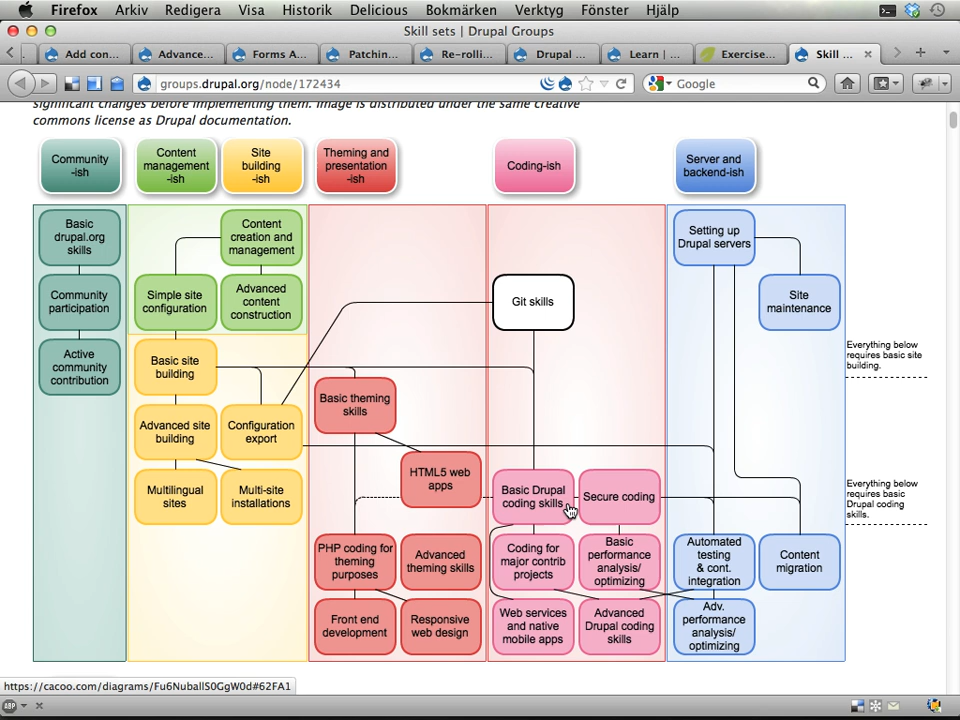 Firefox Arkiv Redigera Visa Historik Delicious Bokmärken Verktyg Fönster Hjälp
Skill sets | Drupal Groups
Add con... Advance... Forms A... Patchin... Re-rolli... Drupal ... Learn | ... Exercise... Skill ...
groups.drupal.org/node/172434
Google
significant changes before implementing them. Image is distributed under the same creative
commons license as Drupal documentation.
Community
-ish
Content
management
-ish
Site
building
-ish
Theming and
presentation
-ish
Coding-ish
Server and
backend-ish
Basic
drupal.org
skills
Content
creation and
management
Setting up
Drupal servers
Community
participation
Simple site
configuration
Advanced
content
construction
Git skills
Site
maintenance
Everything below
requires basic site
building.
Active
community
contribution
Basic site
building
Basic theming
skills
Advanced site
building
Configuration
export
HTML5 web
apps
Multilingual
sites
Multi-site
installations
Basic Drupal
coding skills
Secure coding
Everything below
requires basic
Drupal coding
skills.
PHP coding for
theming
purposes
Advanced
theming skills
Coding for
major contrib
projects
Basic
performance
analysis/
optimizing
Automated
testing
& cont.
integration
Content
migration
Front end
development
Responsive
web design
Web services
and native
mobile apps
Advanced
Drupal coding
skills
Adv.
performance
analysis/
optimizing
https://cacoo.com/diagrams/Fu6NuballS0GgW0d#62FA1
ABP